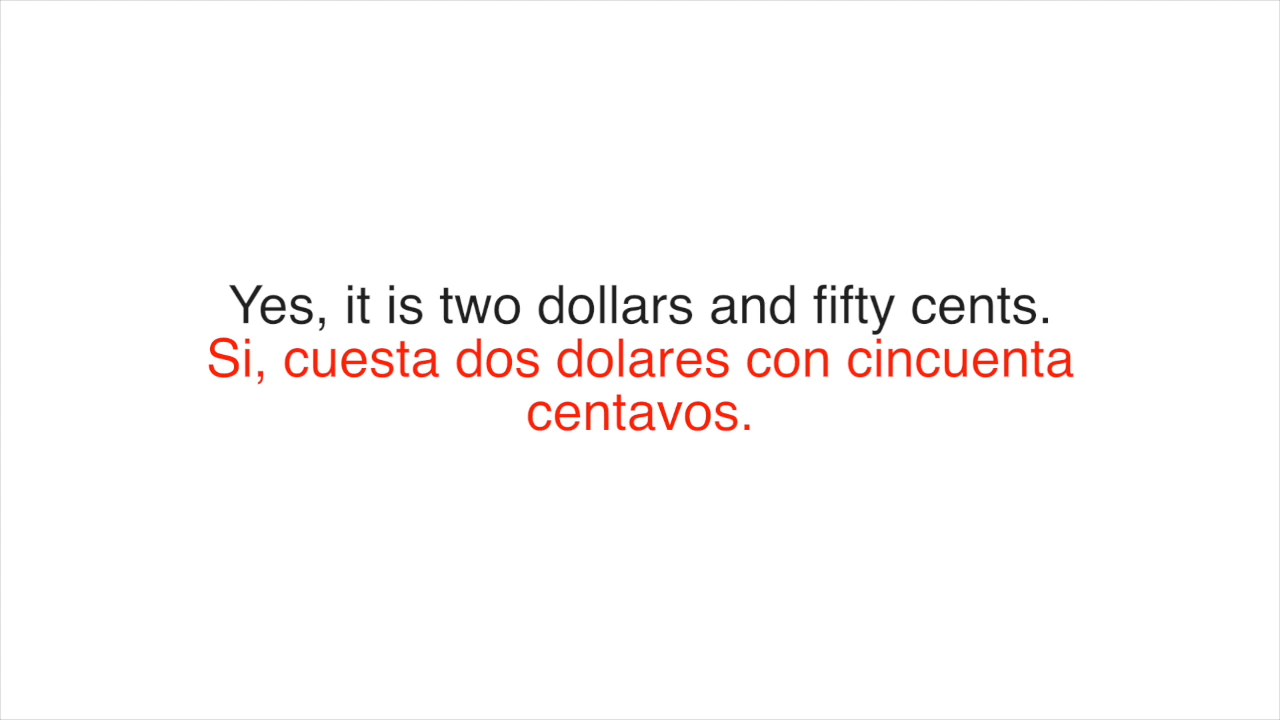 Yes, it is two dollars and fifty cents.
Si, cuesta dos dolares con cincuenta
centavos.